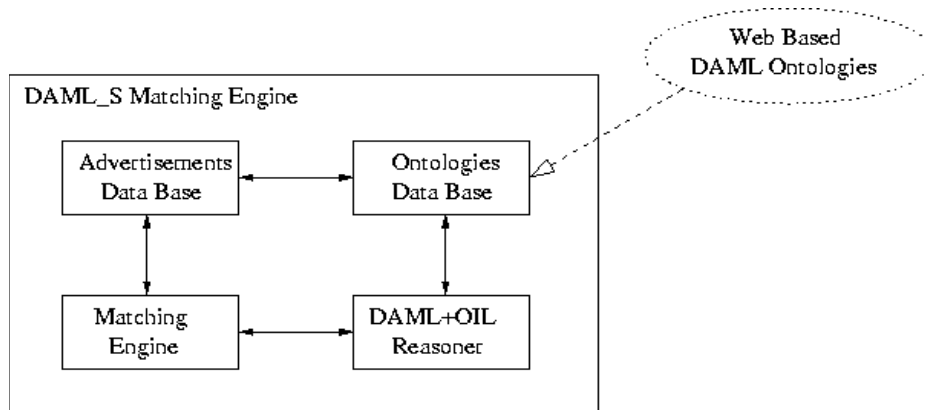 Web Based
DAML Ontologies
DAML_S Matching Engine
Advertisements
Data Base
Ontologies
Data Base
Matching
Engine
DAML+OIL
Reasoner